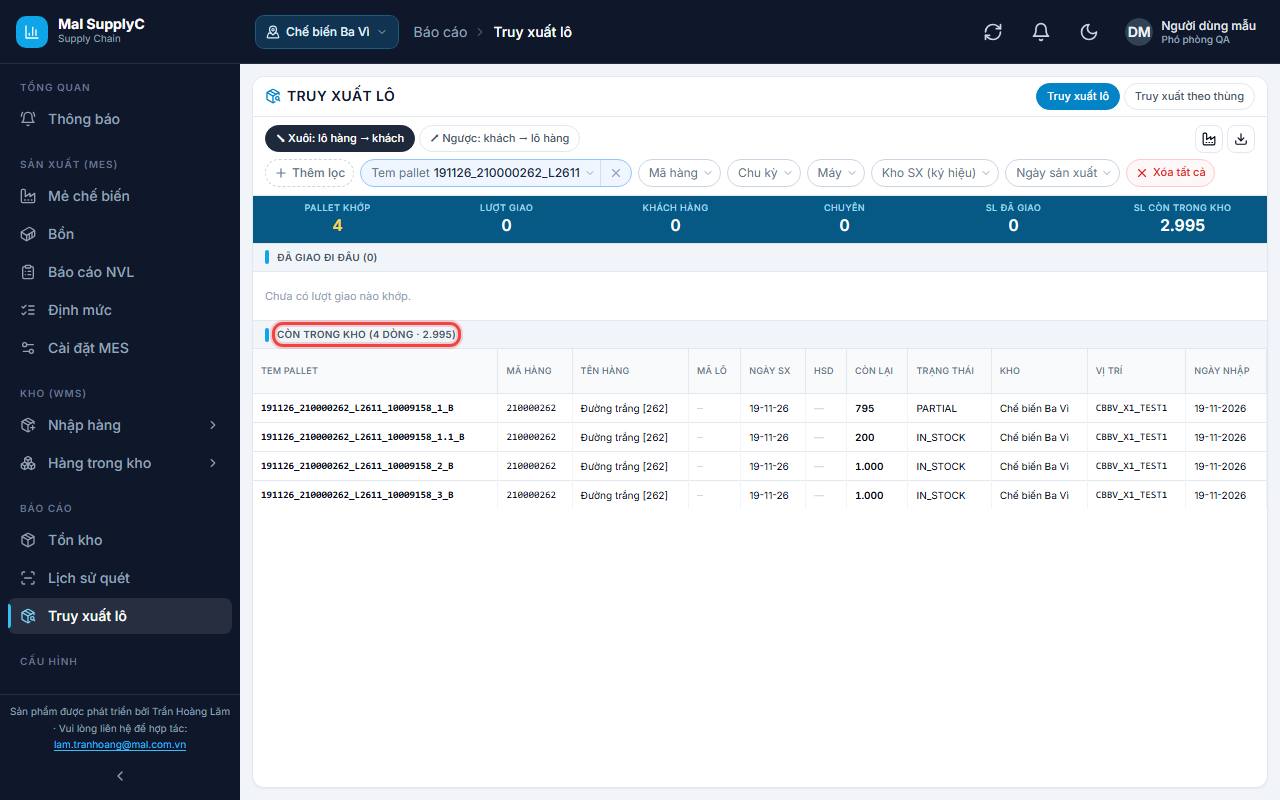 Mal SupplyC
Supply Chain
Chế biến Ba Vì
Báo cáo > Truy xuất lô
DM
Người dùng mẫu
Phó phòng QA
TỔNG QUAN
Thông báo
SẢN XUẤT (MES)
Mẻ chế biến
Bồn
Báo cáo NVL
Định mức
Cài đặt MES
KHO (WMS)
Nhập hàng
Hàng trong kho
BÁO CÁO
Tồn kho
Lịch sử quét
Truy xuất lô
CẤU HÌNH
Sản phẩm được phát triển bởi Trần Hoàng Lâm
· Vui lòng liên hệ để hợp tác:
lam.tranhoang@mal.com.vn
TRUY XUẤT LÔ
Truy xuất lô
Truy xuất theo thùng
Xuôi: lô hàng → khách
Ngược: khách → lô hàng
Thêm lọc
Tem pallet 191126_210000262_L2611
Mã hàng
Chu kỳ
Máy
Kho SX (ký hiệu)
Ngày sản xuất
Xóa tất cả
PALLET KHỚP LƯỢT GIAO KHÁCH HÀNG CHUYẾN SL ĐÃ GIAO SL CÒN TRONG KHO
4 0 0 0 0 2.995
ĐÃ GIAO ĐI ĐÂU (0)
Chưa có lượt giao nào khớp.
CÒN TRONG KHO (4 DÒNG · 2.995)
TEM PALLET MÃ HÀNG TÊN HÀNG MÃ LÔ NGÀY SX HSD CÒN LẠI TRẠNG THÁI KHO VỊ TRÍ NGÀY NHẬP
191126_210000262_L2611_10009158_1_B 210000262 Đường trắng [262] — 19-11-26 — 795 PARTIAL Chế biến Ba Vì CBBV_X1_TEST1 19-11-2026
191126_210000262_L2611_10009158_1.1_B 210000262 Đường trắng [262] — 19-11-26 — 200 IN_STOCK Chế biến Ba Vì CBBV_X1_TEST1 19-11-2026
191126_210000262_L2611_10009158_2_B 210000262 Đường trắng [262] — 19-11-26 — 1.000 IN_STOCK Chế biến Ba Vì CBBV_X1_TEST1 19-11-2026
191126_210000262_L2611_10009158_3_B 210000262 Đường trắng [262] — 19-11-26 — 1.000 IN_STOCK Chế biến Ba Vì CBBV_X1_TEST1 19-11-2026